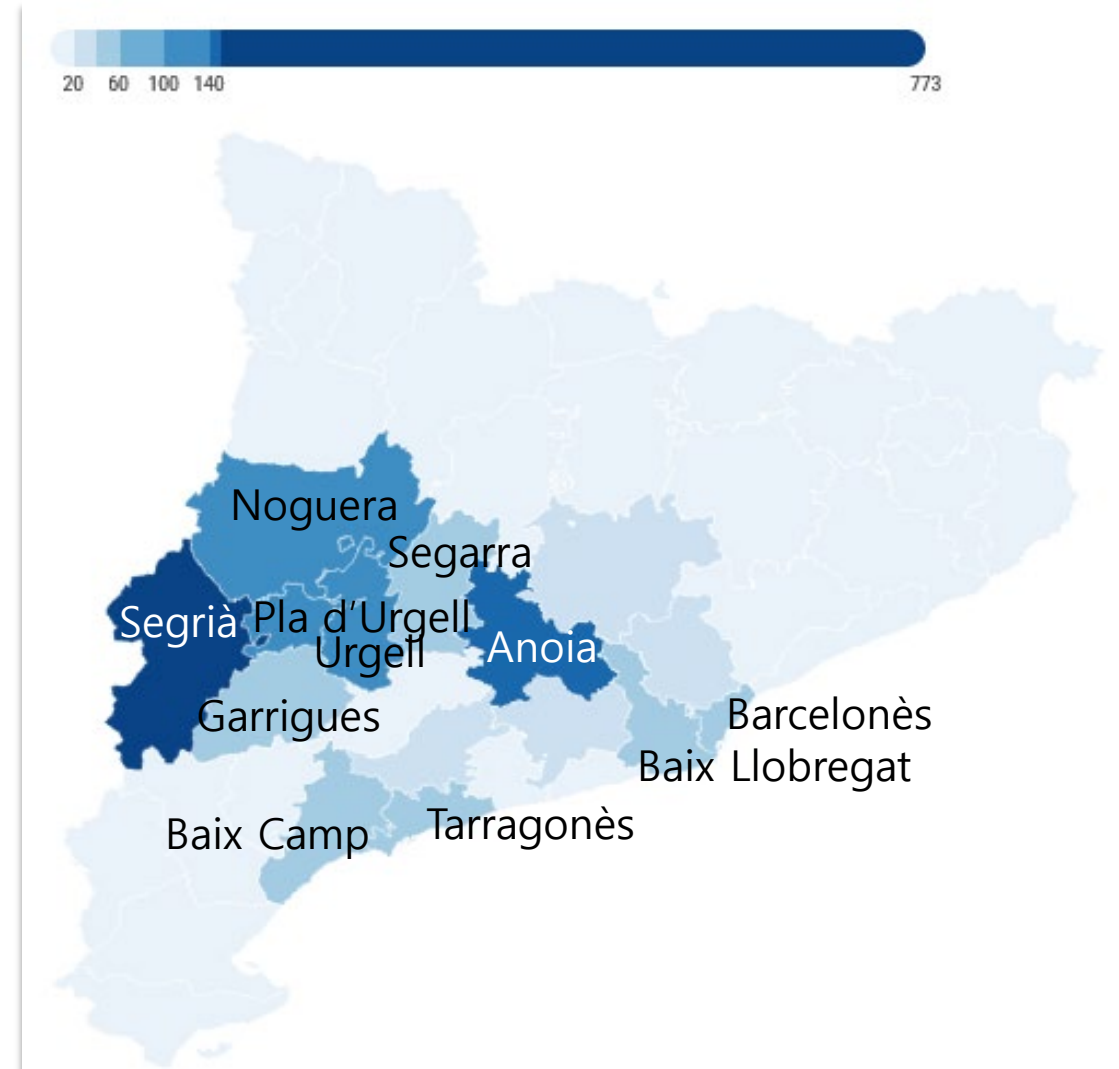 20 60 100 140 773
Noguera
Segarra
Segrià
Pla d'Urgell
Urgell
Anoia
Garrigues
Barcelonès
Baix Llobregat
Baix Camp
Tarragonès